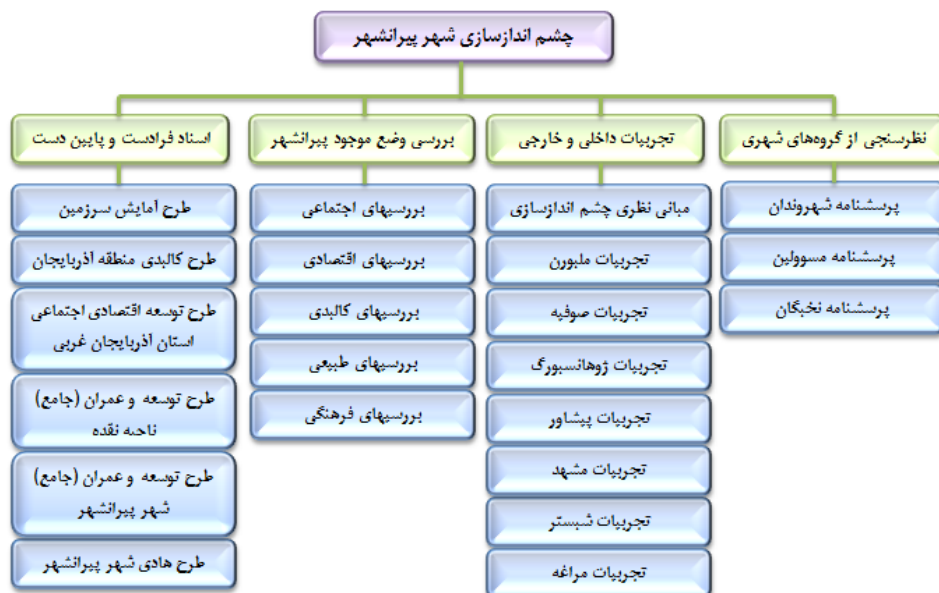 چشم اندازسازی شهر پیرانشهر
نظرسنجی از گروه‌های شهری
پرسشنامه شهروندان
پرسشنامه مسوولین
پرسشنامه نخبگان
تجربیات داخلی و خارجی
مبانی نظری چشم اندازسازی
تجربیات ملبورن
تجربیات صوفیه
تجربیات ژوهانسبورگ
تجربیات پیشاور
تجربیات مشهد
تجربیات شبستر
تجربیات مراغه
بررسی وضع موجود پیرانشهر
بررسیهای اجتماعی
بررسیهای اقتصادی
بررسیهای کالبدی
بررسیهای طبیعی
بررسیهای فرهنگی
اسناد فرادست و پایین دست
طرح آمایش سرزمین
طرح کالبدی منطقه آذربایجان
طرح توسعه اقتصادی اجتماعی
استان آذربایجان غربی
طرح توسعه و عمران (جامع)
ناحیه نقده
طرح توسعه و عمران (جامع)
شهر پیرانشهر
طرح هادی شهر پیرانشهر